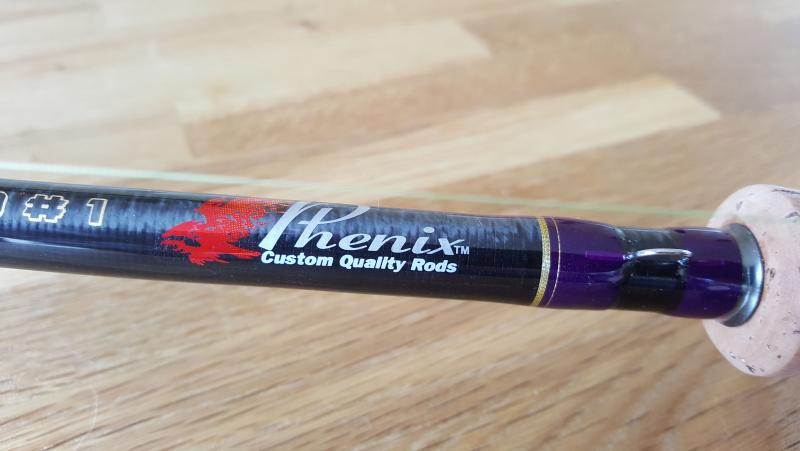 #1
Phenix™
Custom Quality Rods